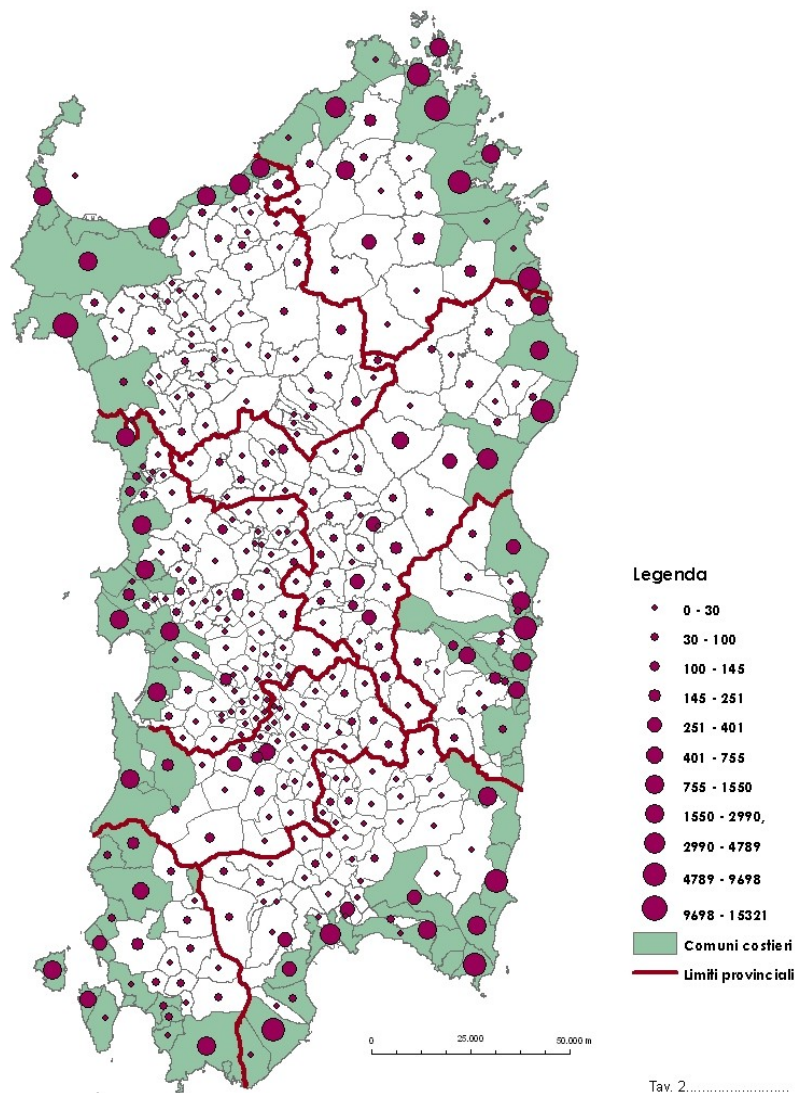 Legenda
0 - 30
30 - 100
100 - 145
145 - 251
251 - 401
401 - 755
755 - 1550
1550 - 2990,
2990 - 4789
4789 - 9698
9698 - 15321
Comuni costieri
Limiti provinciali
0 25.000 50.000 m
Tav. 2...........................